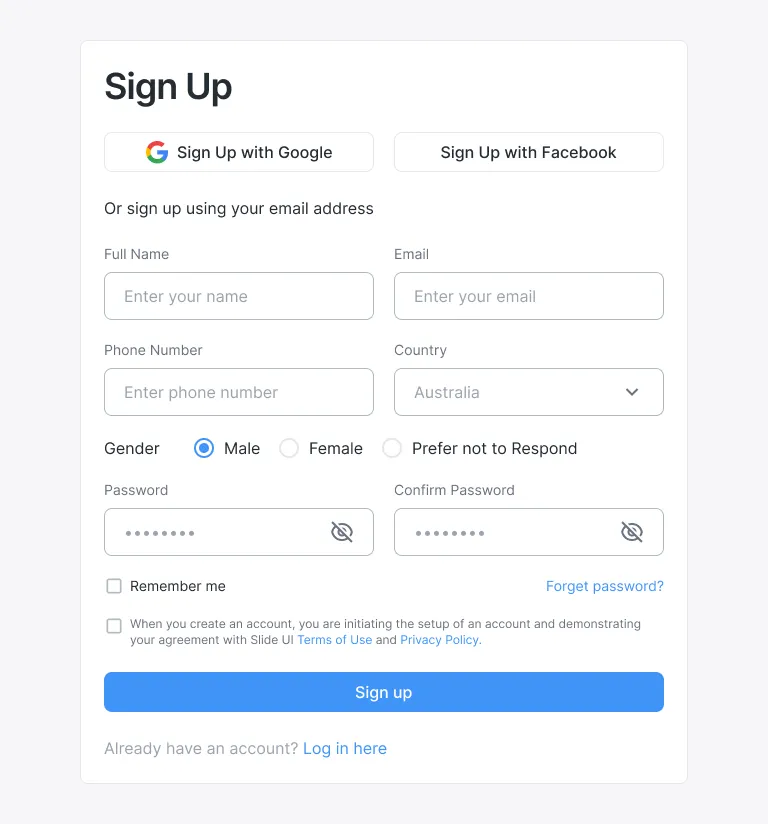 Sign Up
Sign Up with Google
Sign Up with Facebook
Or sign up using your email address
Full Name
Email
Enter your name
Enter your email
Phone Number
Country
Enter phone number
Australia
Gender Male Female Prefer not to Respond
Password
Confirm Password
Remember me
Forget password?
When you create an account, you are initiating the setup of an account and demonstrating
your agreement with Slide UI Terms of Use and Privacy Policy.
Sign up
Already have an account? Log in here